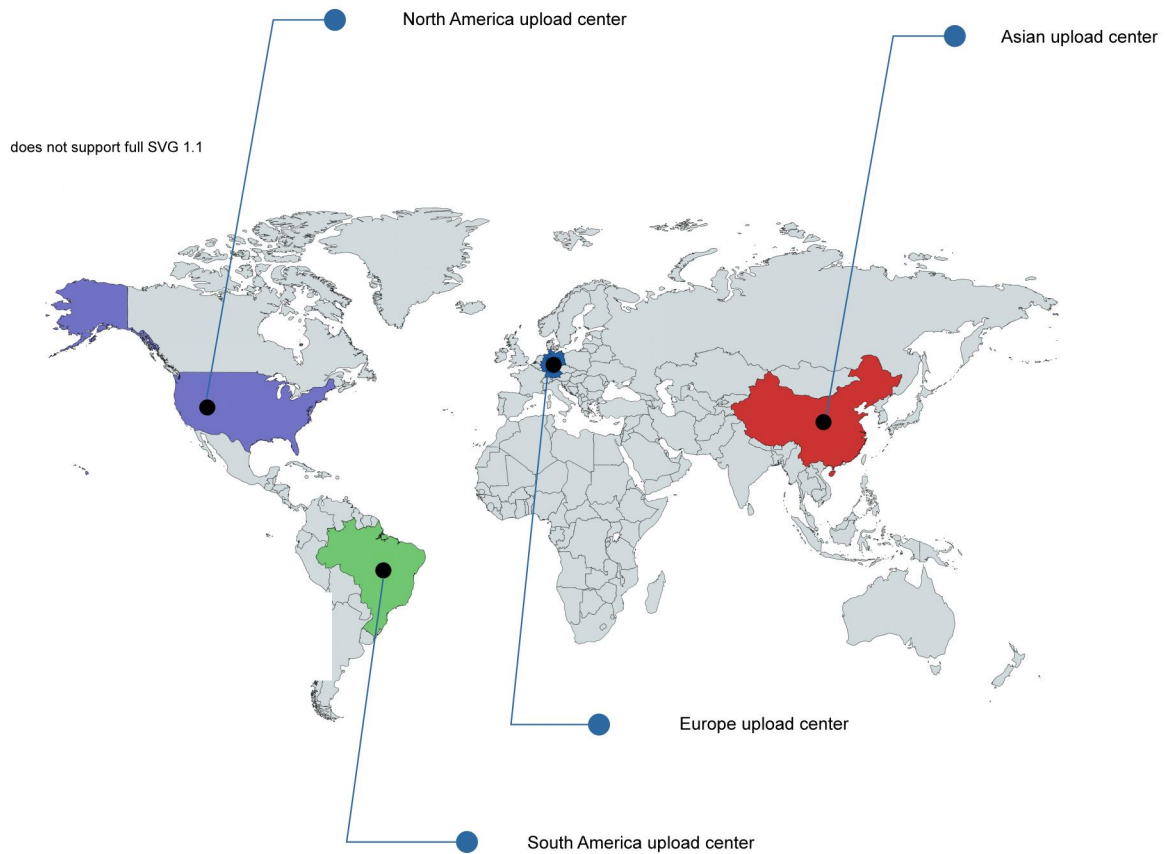 North America upload center
Asian upload center
does not support full SVG 1.1
Europe upload center
South America upload center